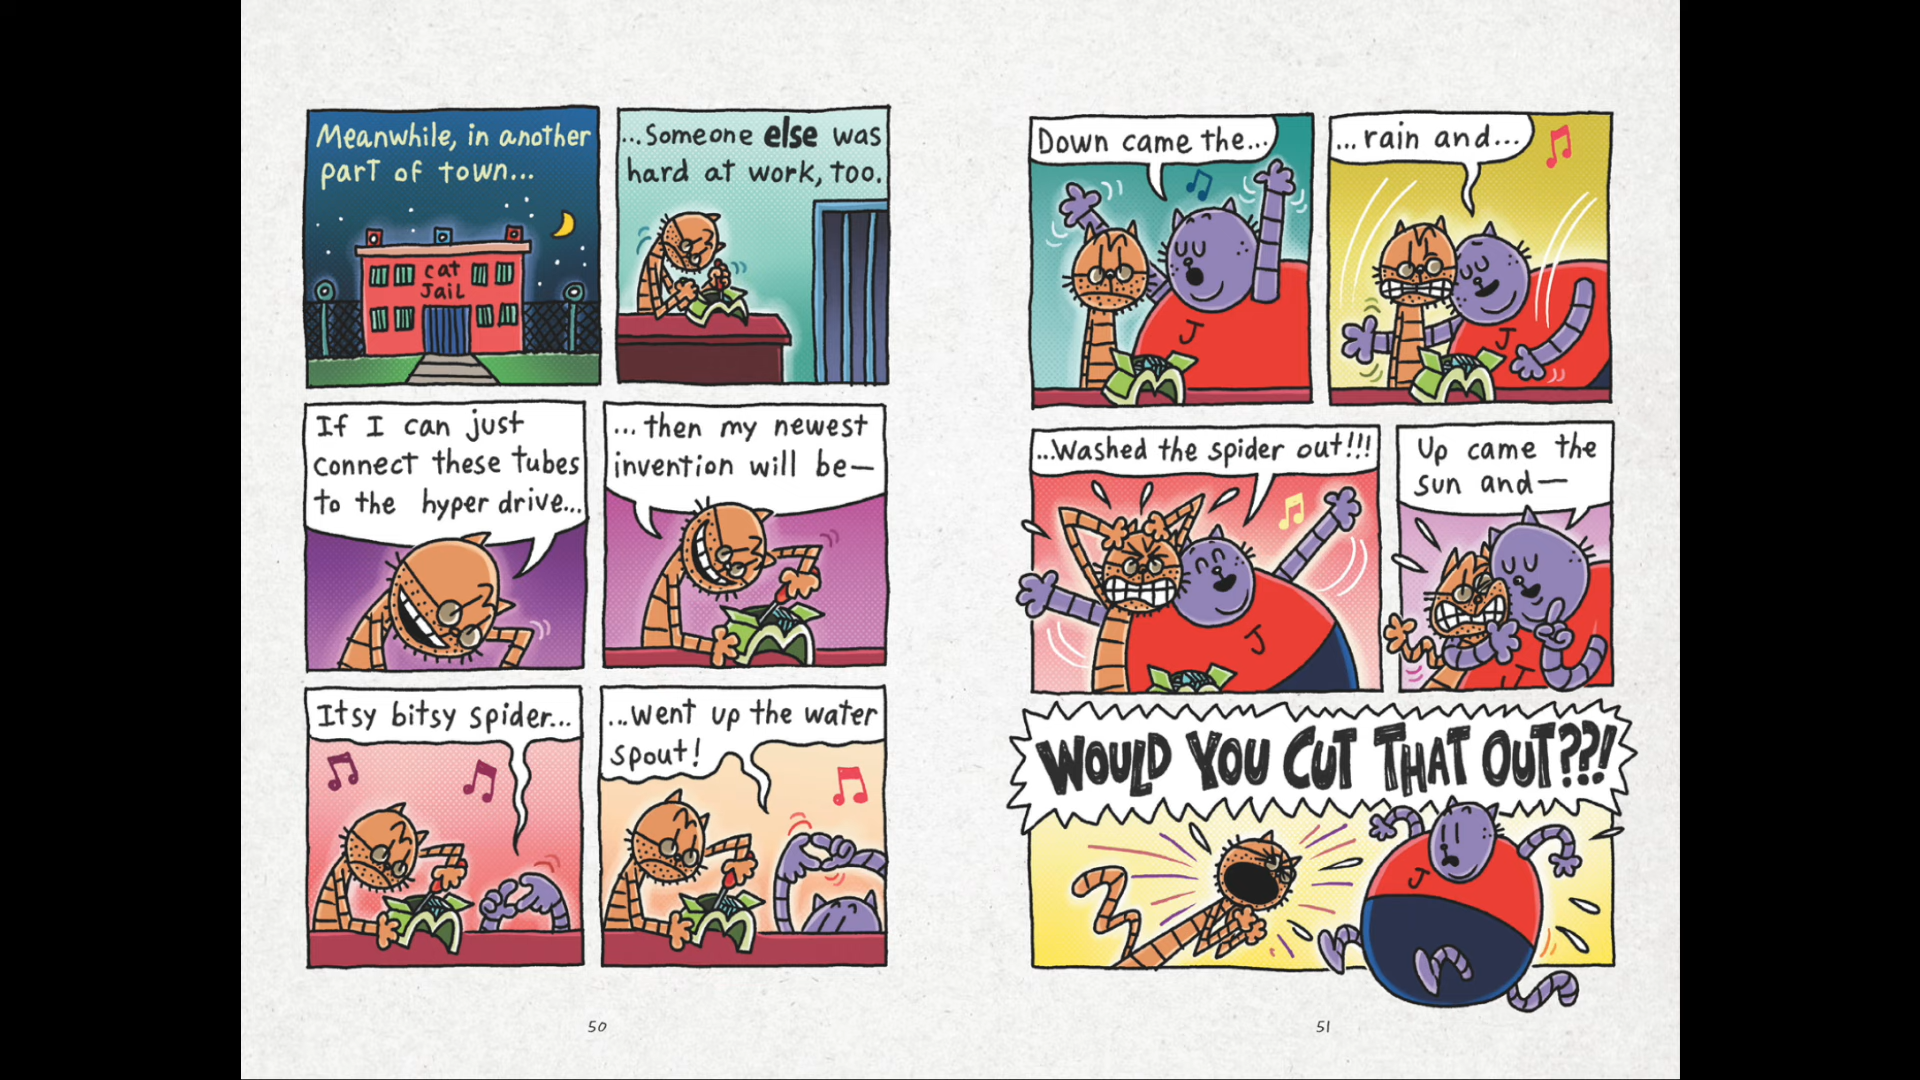 Meanwhile, in another
part of town...
cat
Jail
...Someone else was
hard at work, too.
If I can just
connect these tubes
to the hyper drive...
...then my newest
invention will be—
Itsy bitsy spider...
...went up the water
spout!
50
Down came the...
J
...rain and...
J
...Washed the spider out!!!
J
Up came the
sun and—
J
WOULD YOU CUT THAT OUT??!
J
51